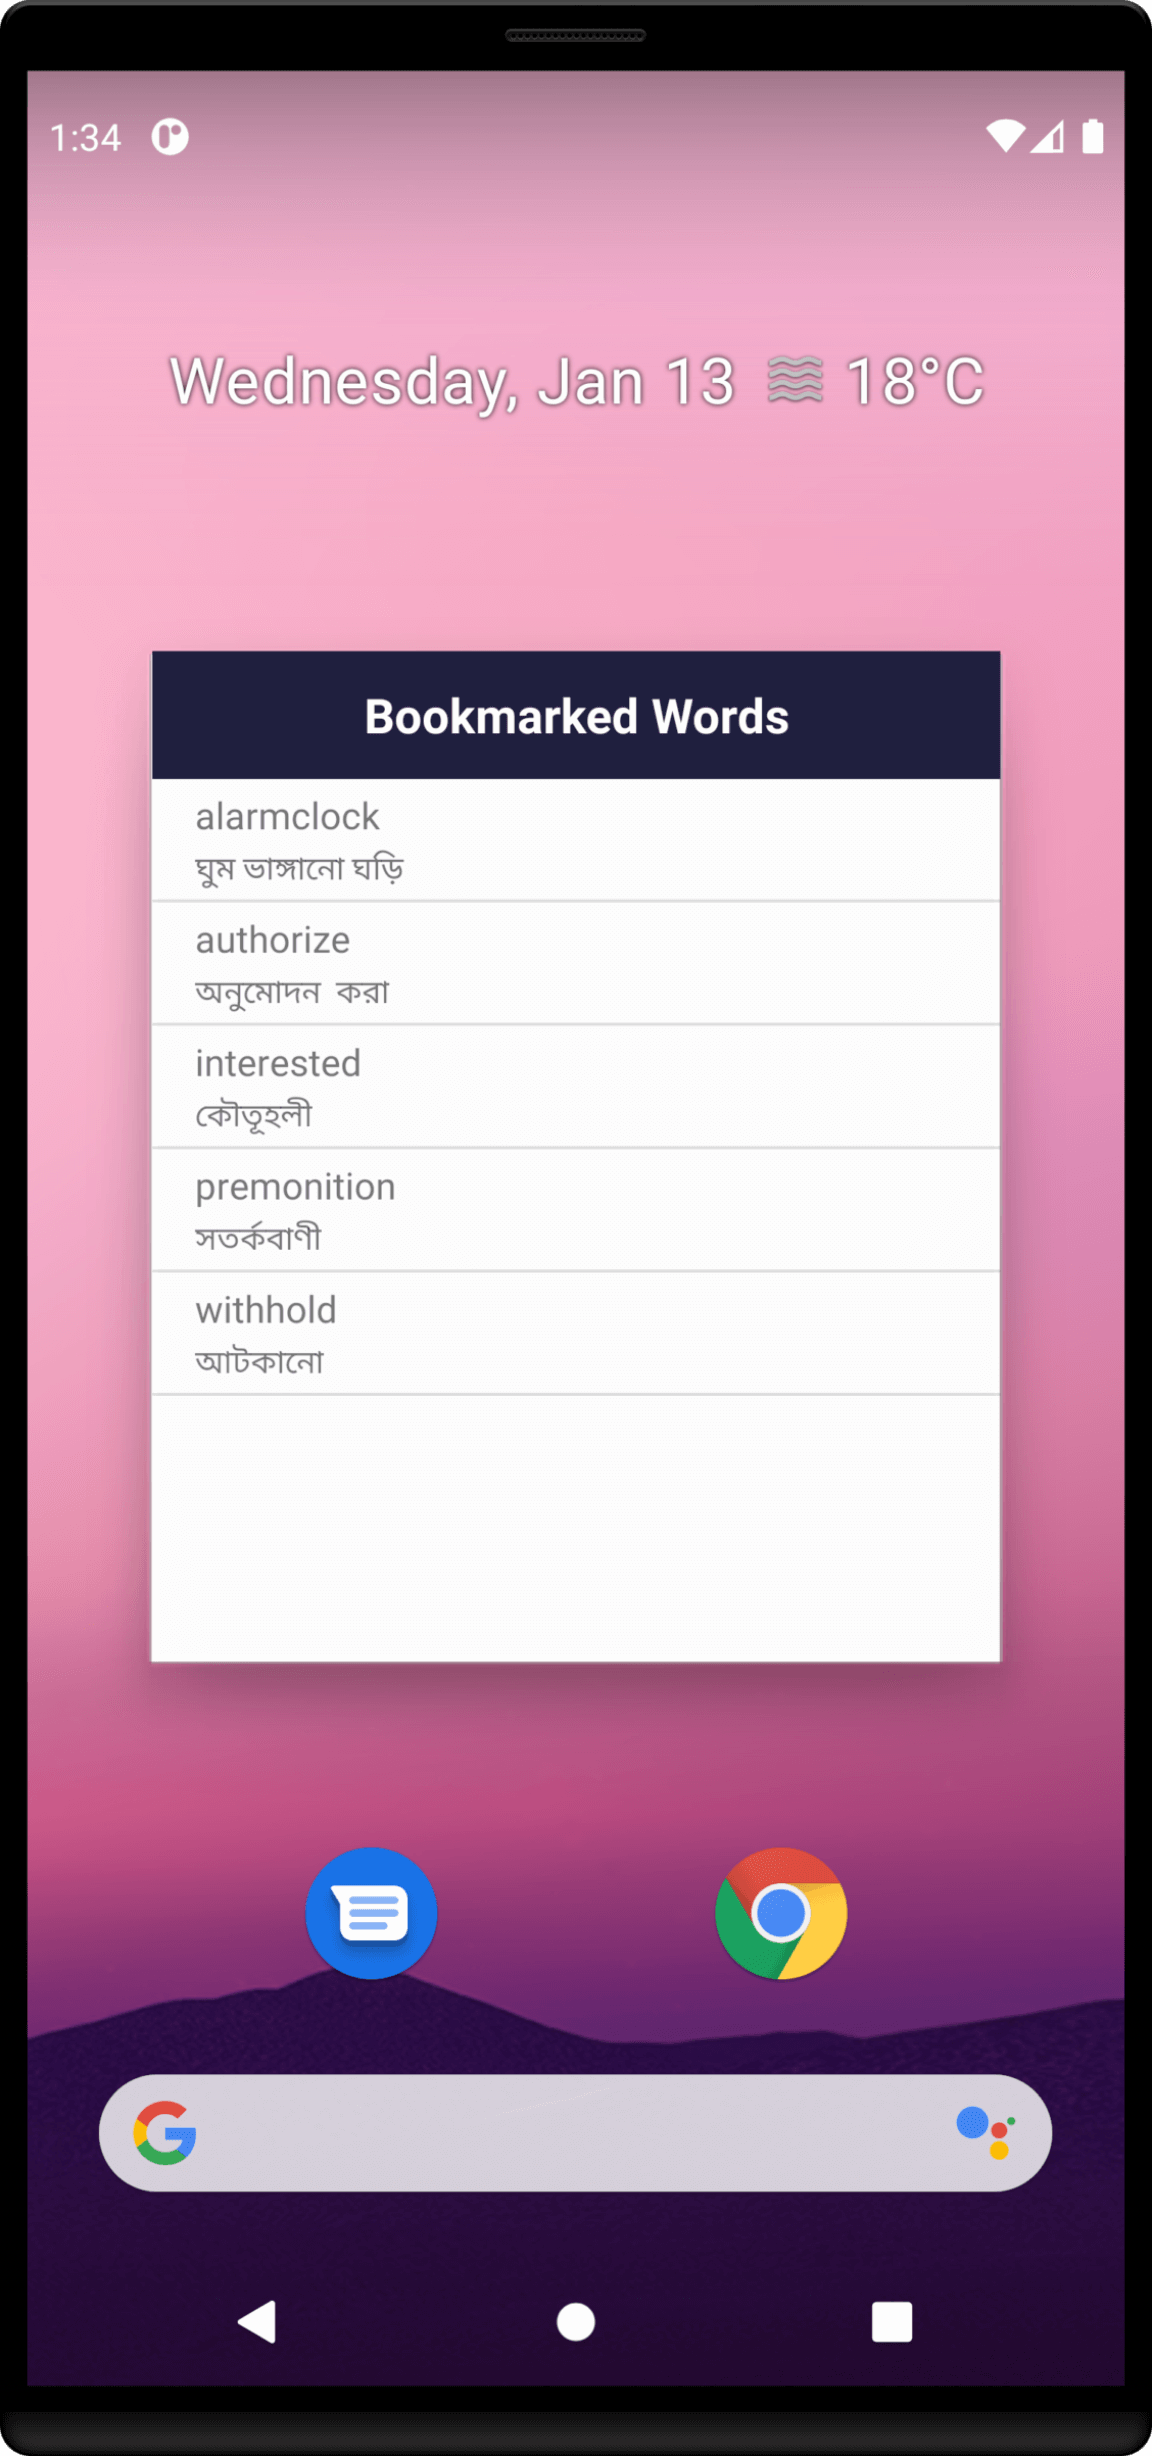 1:34
Wednesday, Jan 13 18°C
Bookmarked Words
alarmclock
ঘুম ভাঙ্গানো ঘড়ি
authorize
অনুমোদন করা
interested
কৌতূহলী
premonition
সতর্কবাণী
withhold
আটকানো